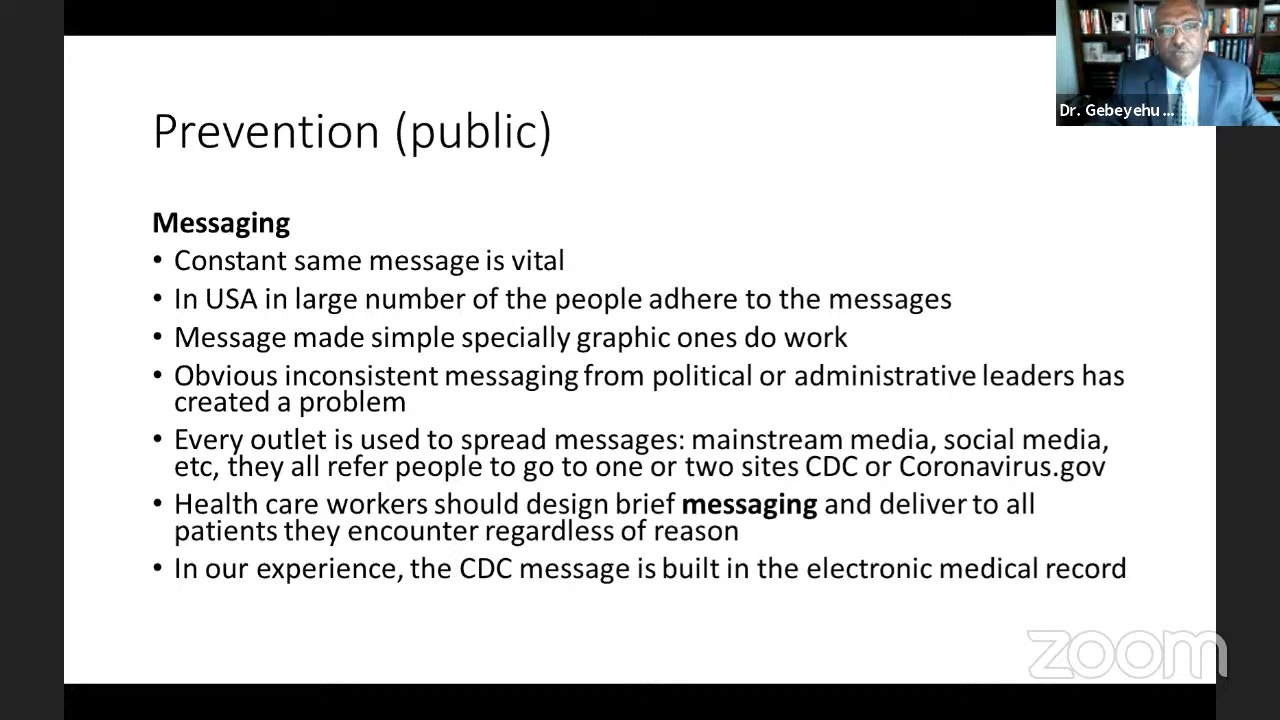 Dr. Gebeyehu ...
Prevention (public)
Messaging
• Constant same message is vital
• In USA in large number of the people adhere to the messages
• Message made simple specially graphic ones do work
• Obvious inconsistent messaging from political or administrative leaders has
created a problem
• Every outlet is used to spread messages: mainstream media, social media,
etc, they all refer people to go to one or two sites CDC or Coronavirus.gov
• Health care workers should design brief messaging and deliver to all
patients they encounter regardless of reason
• In our experience, the CDC message is built in the electronic medical record
zoom